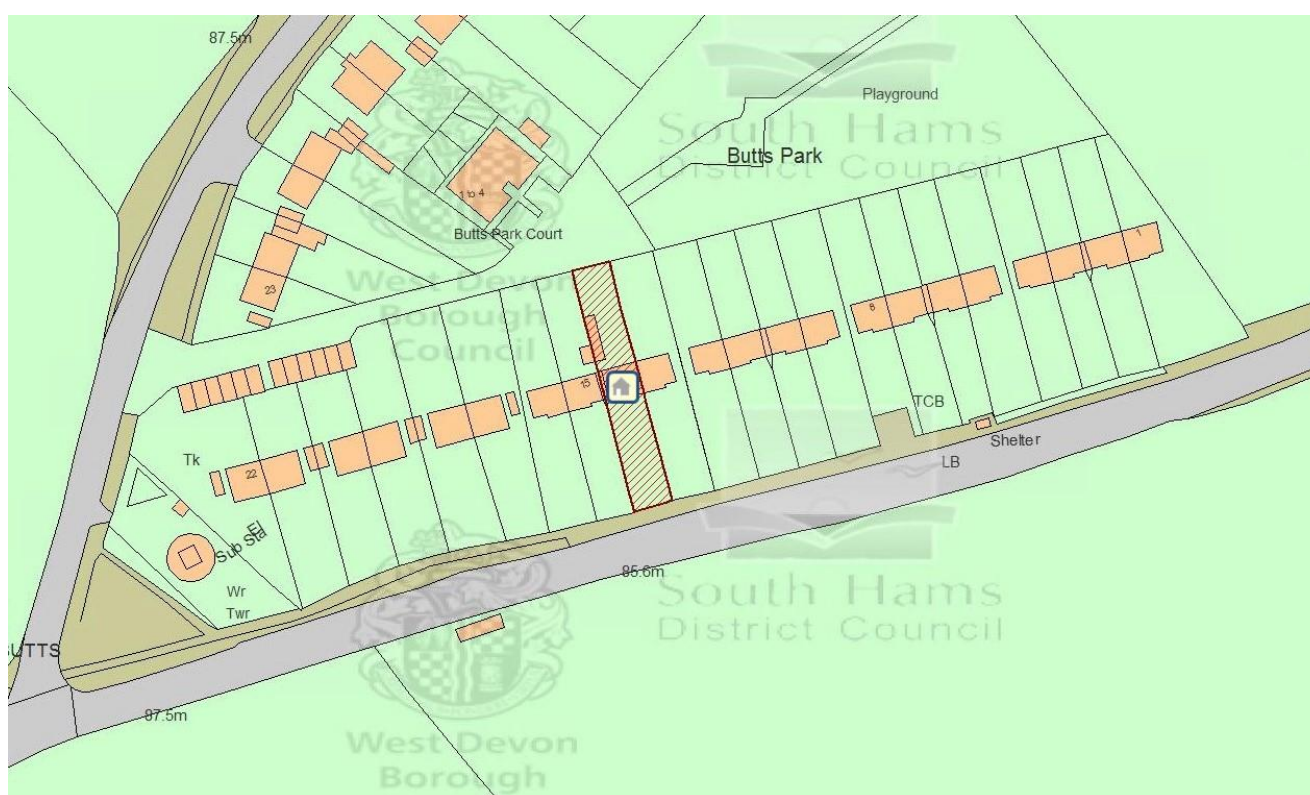 87.5m
Playground
South Hams
District Council
Butts Park
1 to 4
Butts Park Court
West Devon
Borough
Council
23
1
8
15
TCB
Shelter
LB
Tk
22
El
Sub Sta
Wr
Twr
85.6m
South Hams
District Council
BUTTS
87.5m
West Devon
Borough